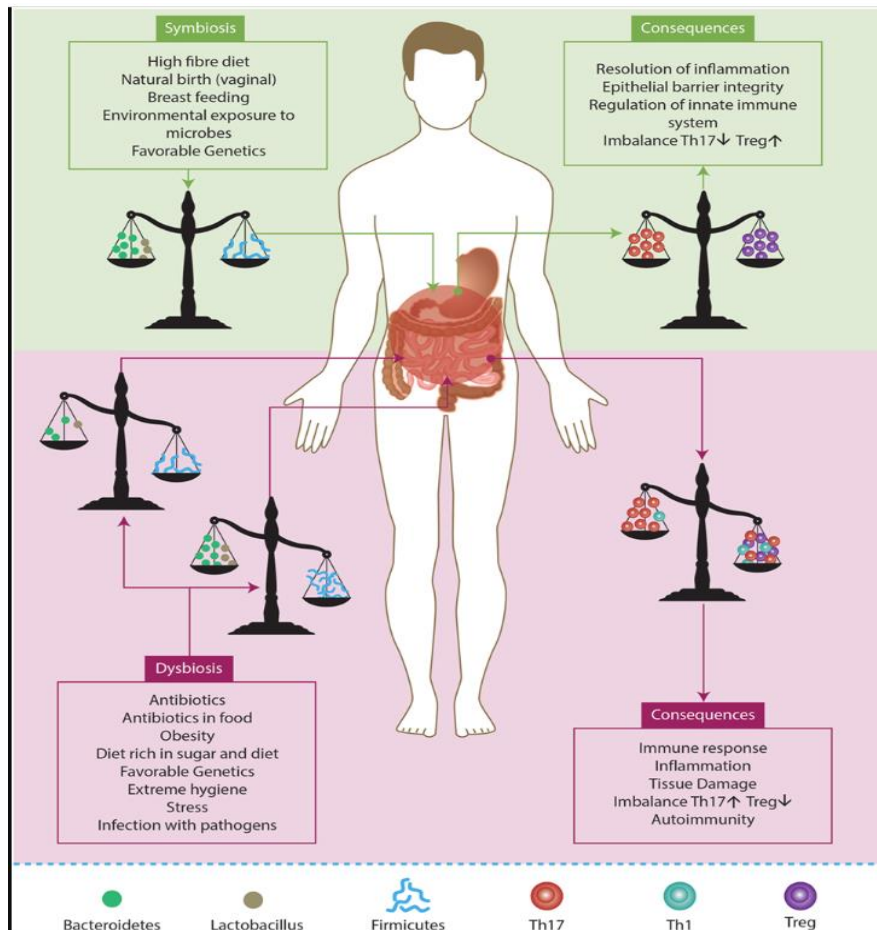 Symbiosis
High fibre diet
Natural birth (vaginal)
Breast feeding
Environmental exposure to
microbes
Favorable Genetics
Consequences
Resolution of inflammation
Epithelial barrier integrity
Regulation of innate immune
system
Imbalance Th17↓ Treg↑
Dysbiosis
Antibiotics
Antibiotics in food
Obesity
Diet rich in sugar and diet
Favorable Genetics
Extreme hygiene
Stress
Infection with pathogens
Consequences
Immune response
Inflammation
Tissue Damage
Imbalance Th17↑ Treg↓
Autoimmunity
Bacteroidetes
Lactobacillus
Firmicutes
Th17
Th1
Treg